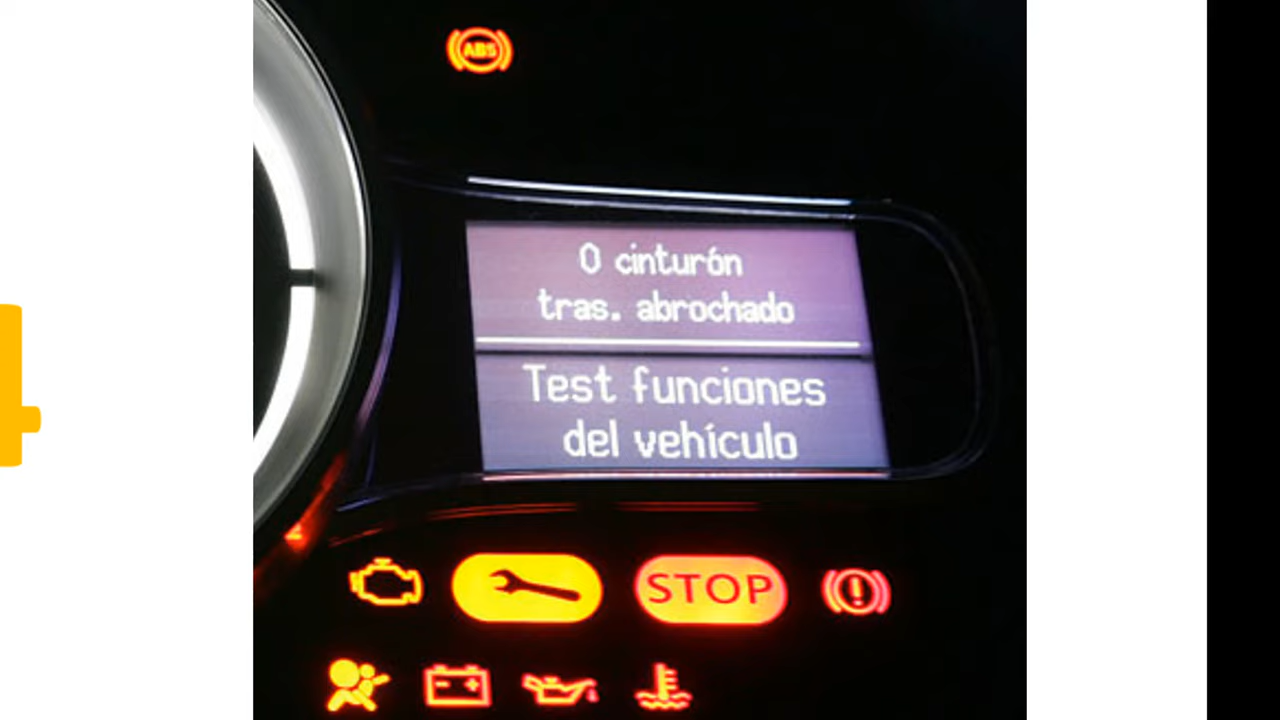 ABS
0 cinturón
tras. abrochado
Test funciones
del vehículo
STOP